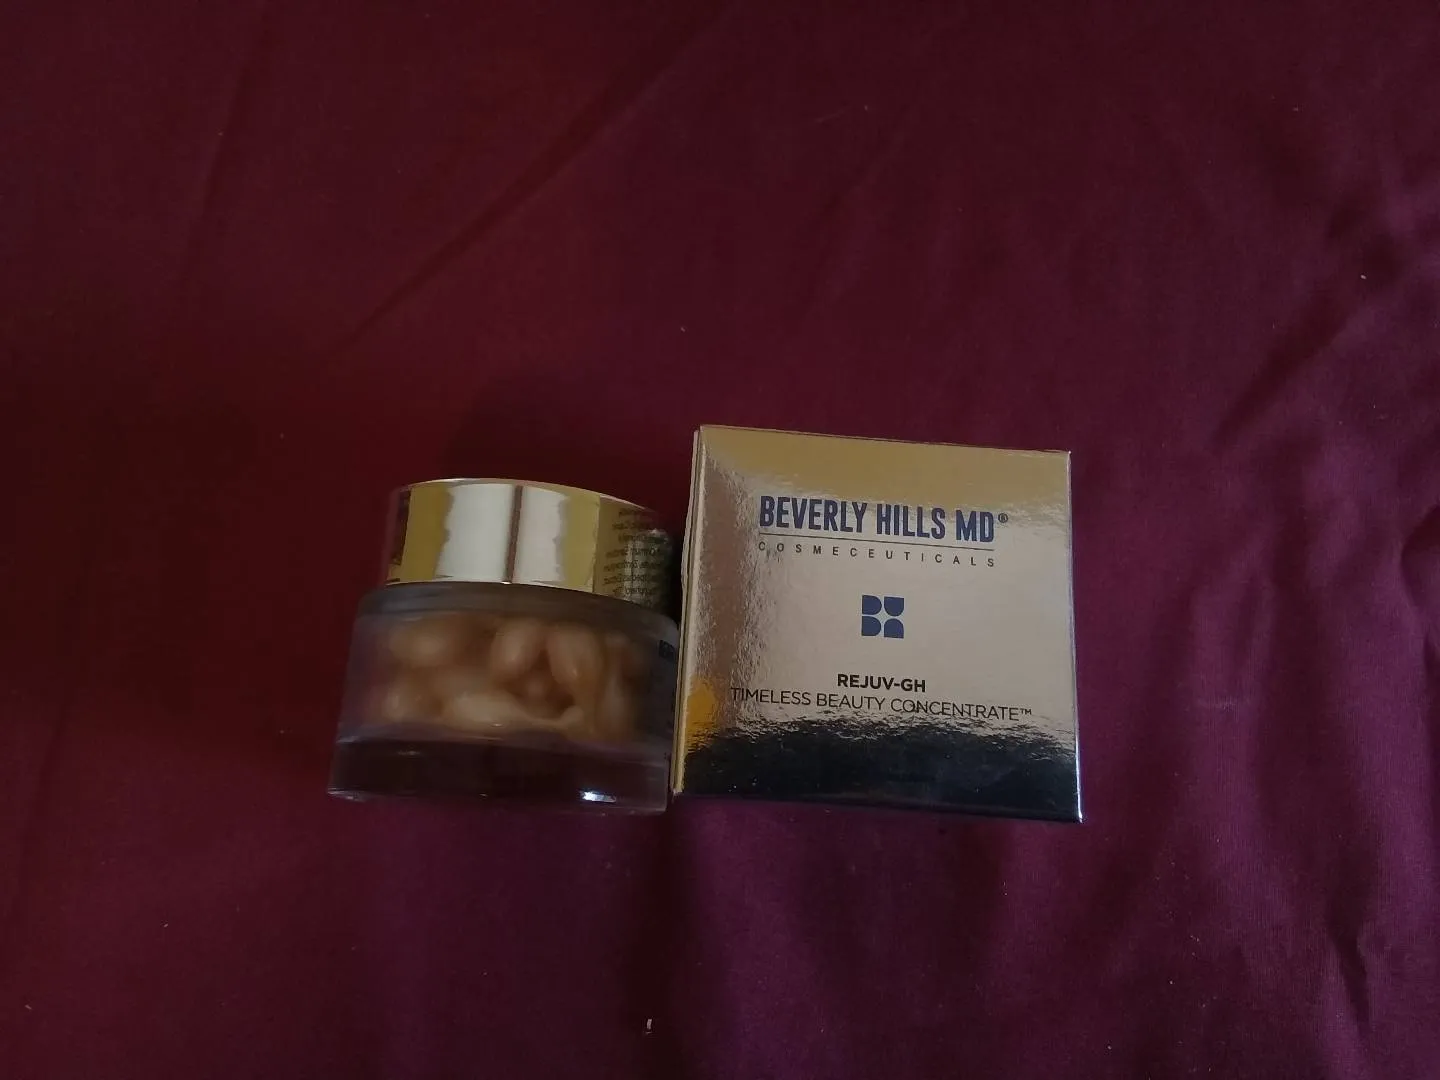 BEVERLY HILLS MD®
COSMECEUTICALS
REJUV-GH
TIMELESS BEAUTY CONCENTRATE™